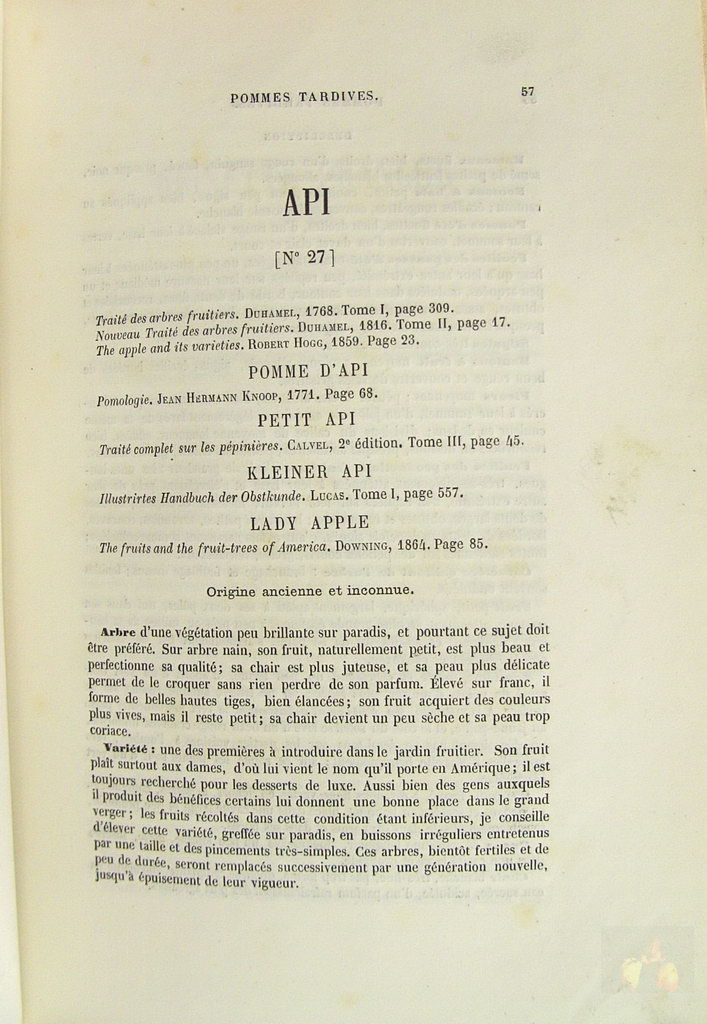 POMMES TARDIVES. 57
API
[N° 27]
Traité des arbres fruitiers. DUHAMEL, 1768. Tome I, page 309.
Nouveau Traité des arbres fruitiers. DUHAMEL, 1816. Tome II, page 17.
The apple and its varieties. ROBERT HOGG, 1859. Page 23.
POMME D'API
Pomologie. JEAN HERMANN KNOOP, 1771. Page 68.
PETIT API
Traité complet sur les pépinières. CALVEL, 2e édition. Tome III, page 45.
KLEINER API
Illustrirtes Handbuch der Obstkunde. LUCAS. Tome I, page 557.
LADY APPLE
The fruits and the fruit-trees of America. DOWNING, 1864. Page 85.
Origine ancienne et inconnue.
Arbre d'une végétation peu brillante sur paradis, et pourtant ce sujet doit
être préféré. Sur arbre nain, son fruit, naturellement petit, est plus beau et
perfectionne sa qualité; sa chair est plus juteuse, et sa peau plus délicate
permet de le croquer sans rien perdre de son parfum. Élevé sur franc, il
forme de belles hautes tiges, bien élancées; son fruit acquiert des couleurs
plus vives, mais il reste petit; sa chair devient un peu sèche et sa peau trop
coriace.
Variété : une des premières à introduire dans le jardin fruitier. Son fruit
plaît surtout aux dames, d'où lui vient le nom qu'il porte en Amérique; il est
toujours recherché pour les desserts de luxe. Aussi bien des gens auxquels
il produit des bénéfices certains lui donnent une bonne place dans le grand
verger; les fruits récoltés dans cette condition étant inférieurs, je conseille
d'élever cette variété, greffée sur paradis, en buissons irréguliers entretenus
par une taille et des pincements très-simples. Ces arbres, bientôt fertiles et de
peu de durée, seront remplacés successivement par une génération nouvelle,
jusqu'à épuisement de leur vigueur.